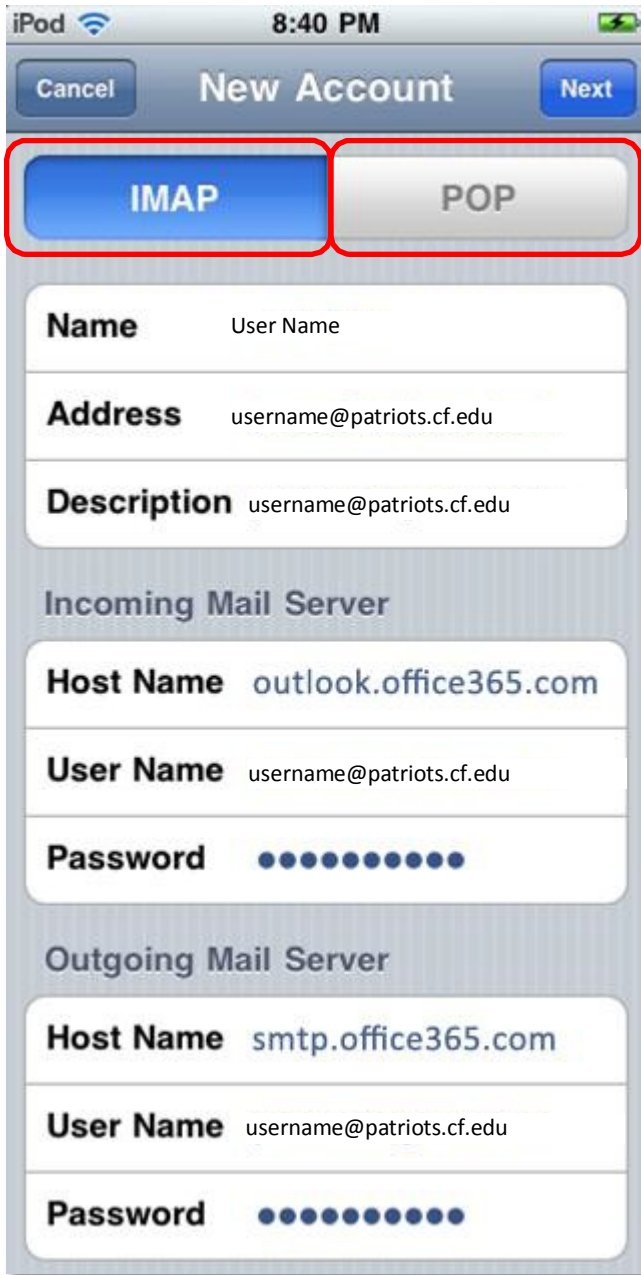 iPod 8:40 PM
Cancel New Account Next
IMAP POP
Name User Name
Address username@patriots.cf.edu
Description username@patriots.cf.edu
Incoming Mail Server
Host Name outlook.office365.com
User Name username@patriots.cf.edu
Password ●●●●●●●●●●
Outgoing Mail Server
Host Name smtp.office365.com
User Name username@patriots.cf.edu
Password ●●●●●●●●●●